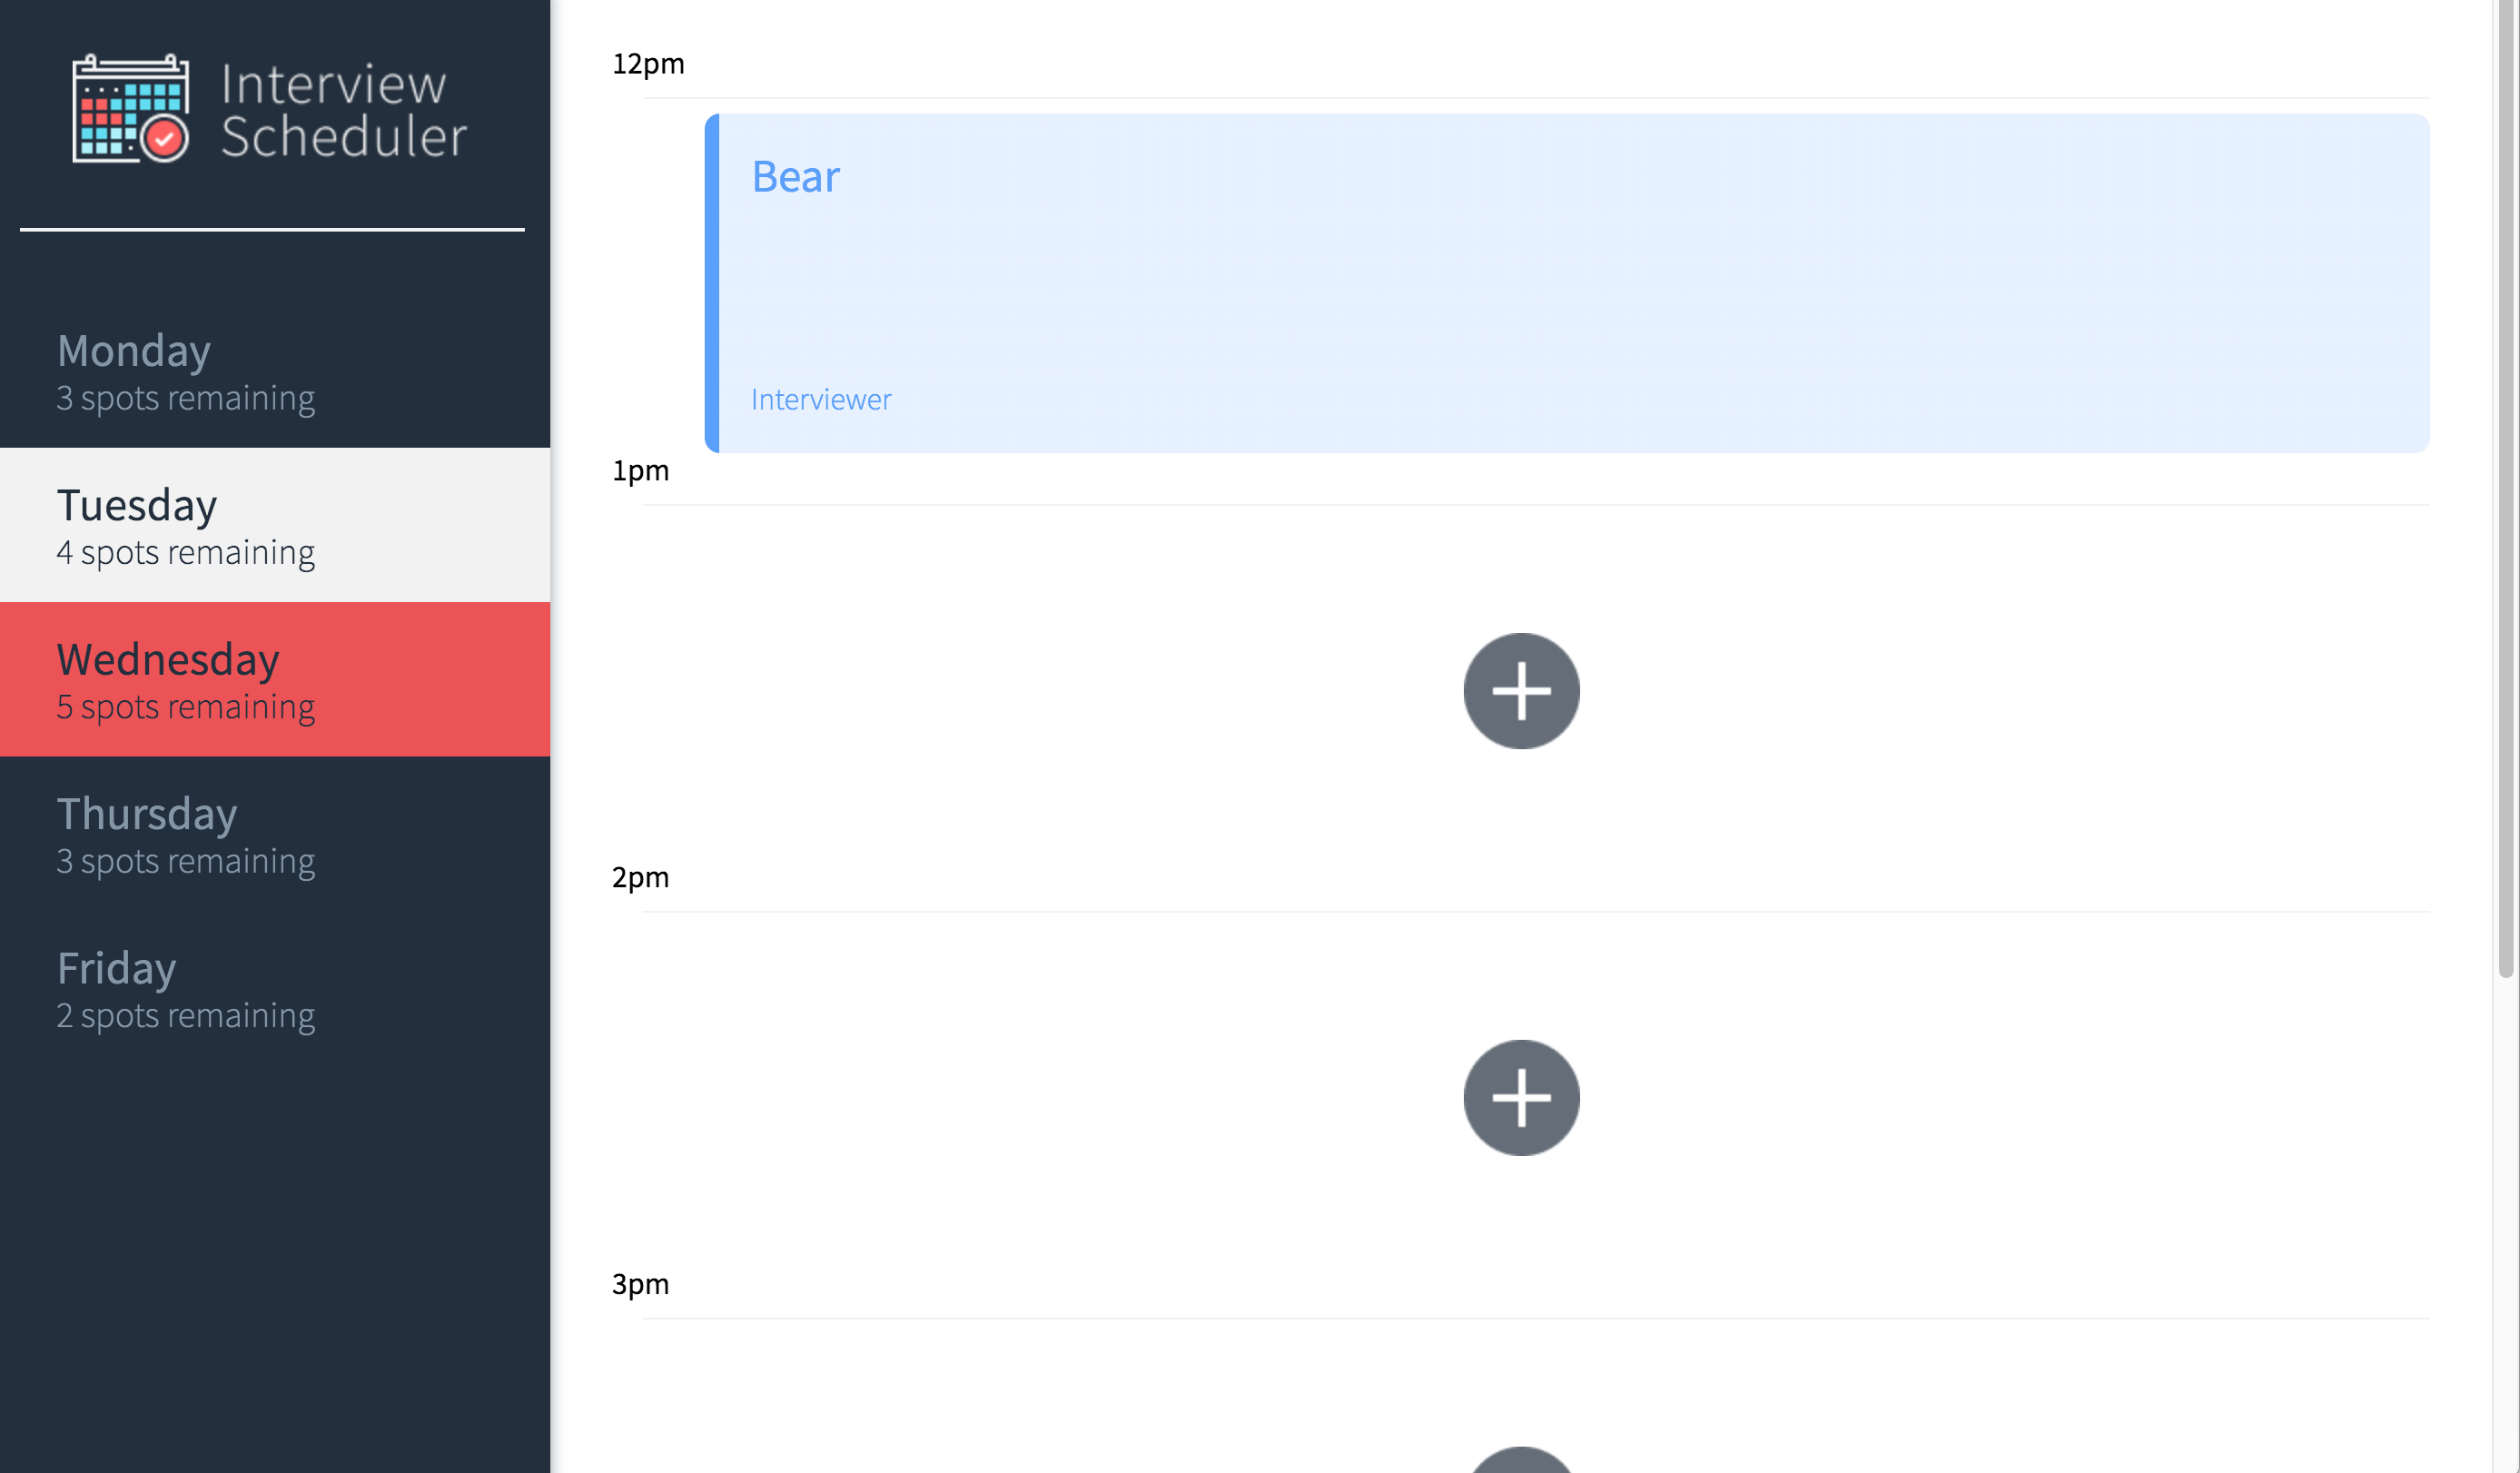 Interview
Scheduler
Monday
3 spots remaining
Tuesday
4 spots remaining
Wednesday
5 spots remaining
Thursday
3 spots remaining
Friday
2 spots remaining
12pm
Bear
Interviewer
1pm
2pm
3pm